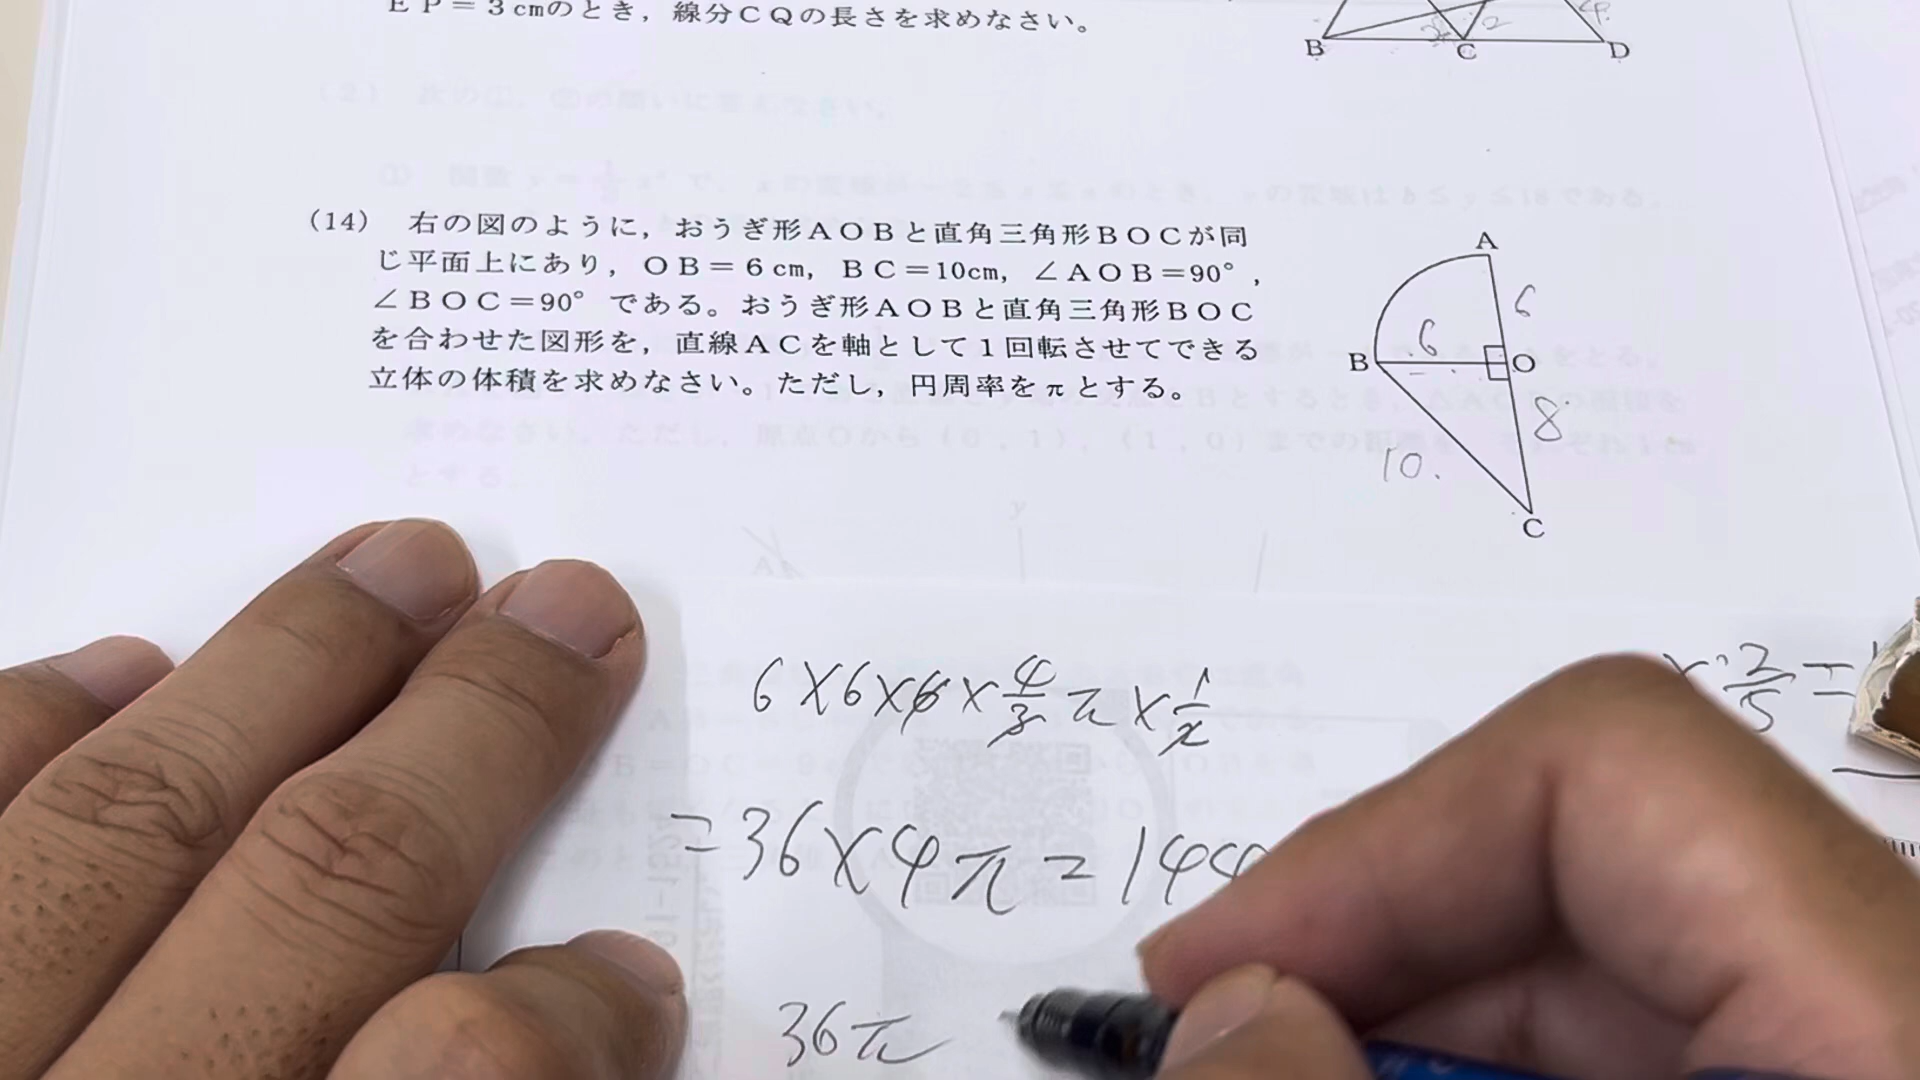 ＥＰ＝３cmのとき，線分ＣＱの長さを求めなさい。
B C D
(14) 右の図のように，おうぎ形ＡＯＢと直角三角形ＢＯＣが同
じ平面上にあり，ＯＢ＝６cm，ＢＣ＝10cm，∠ＡＯＢ＝90°，
∠ＢＯＣ＝90° である。おうぎ形ＡＯＢと直角三角形ＢＯＣ
を合わせた図形を，直線ＡＣを軸として１回転させてできる
立体の体積を求めなさい。ただし，円周率をπとする。
A
6
6
B
O
8
10.
C
6×6×6×4/3π×1/2
×2/5=
=36×4π=144
36π